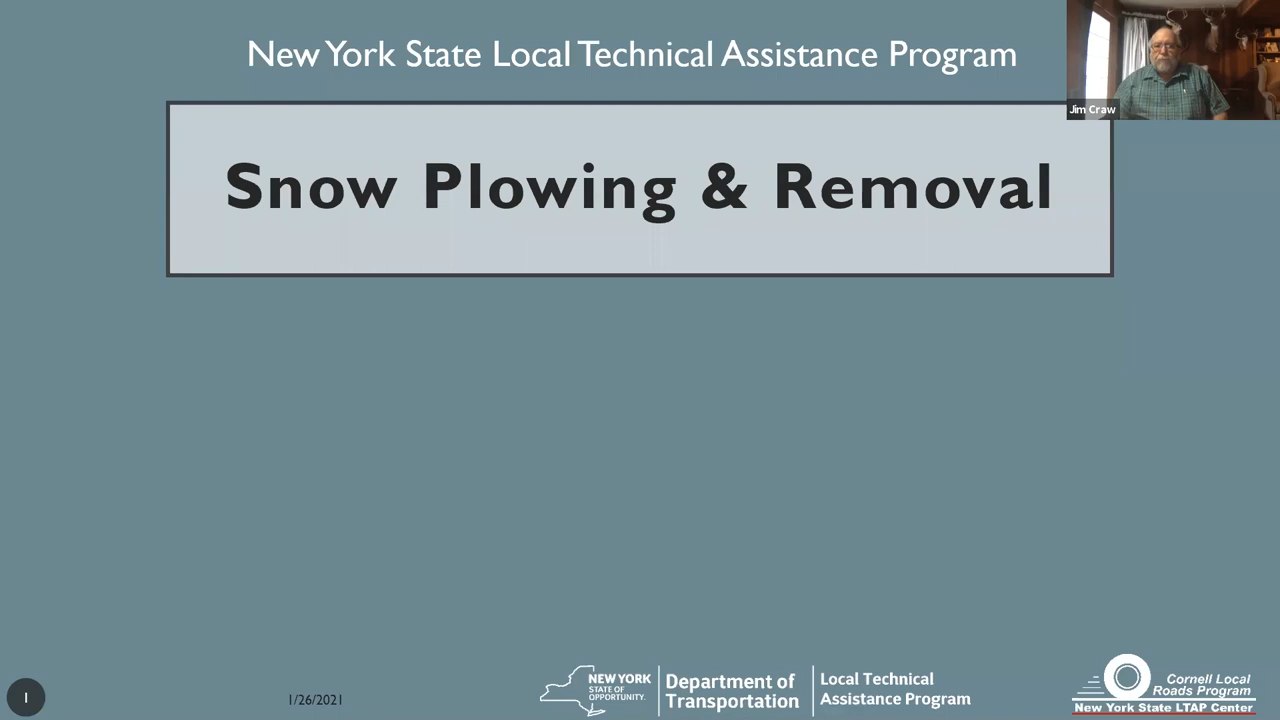 New York State Local Technical Assistance Program
Jim Craw
Snow Plowing & Removal
1
1/26/2021
NEW YORK
STATE OF
OPPORTUNITY.
Department of
Transportation
Local Technical
Assistance Program
Cornell Local
Roads Program
New York State LTAP Center